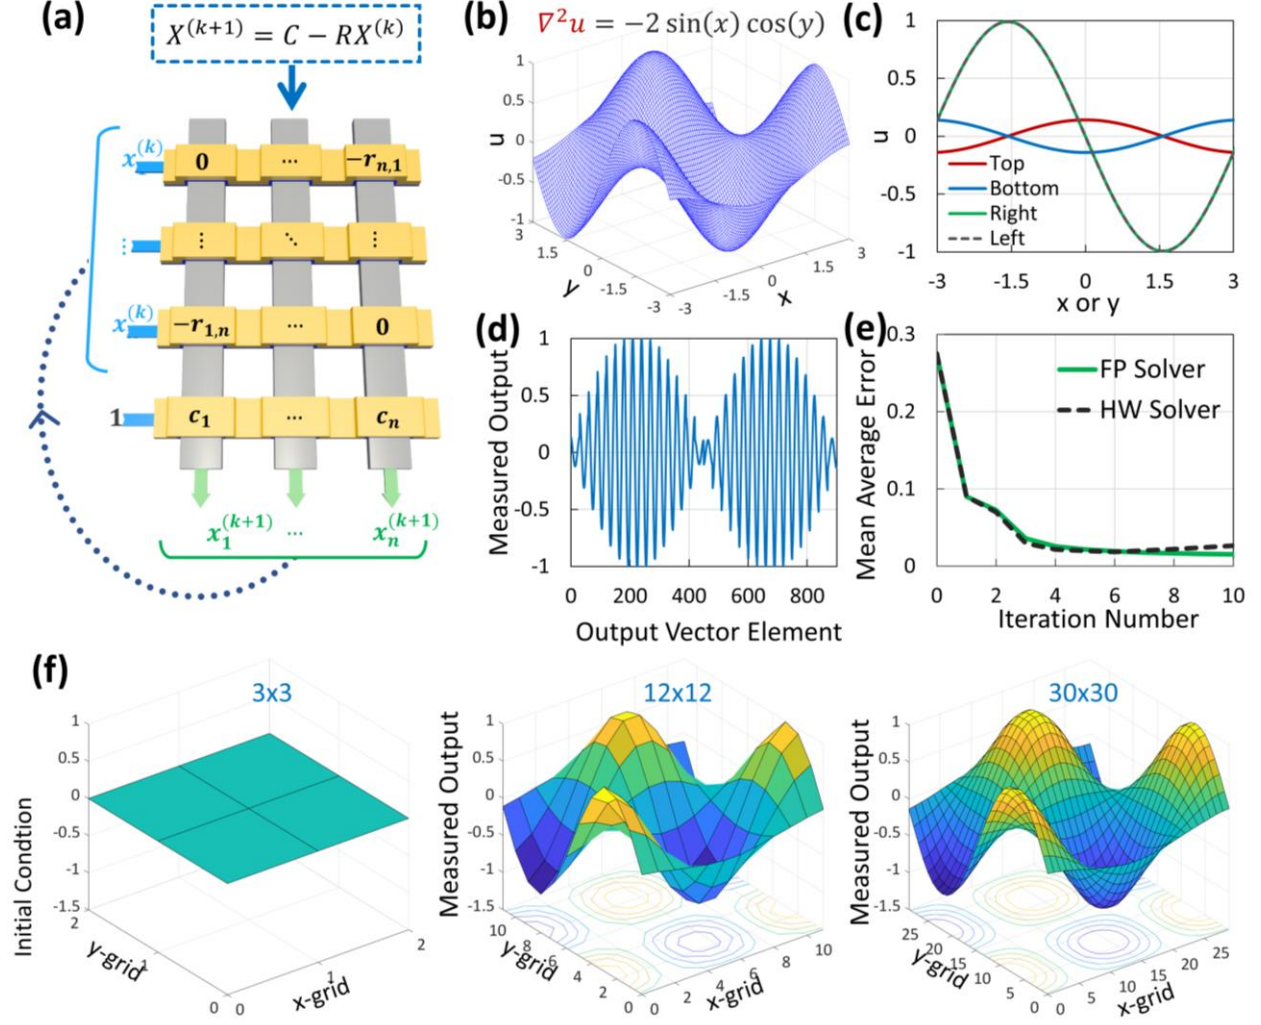 (a)
X^(k+1) = C − RX^(k)
x^(k)
0
...
−r_n,1
⋮
⋮
⋱
⋮
x^(k)
−r_1,n
...
0
1
c_1
...
c_n
x_1^(k+1)
...
x_n^(k+1)
(b)
∇²u = −2 sin(x) cos(y)
u
1
0.5
0
-0.5
-1
3
1.5
0
-1.5
-3
y
-3
-1.5
0
1.5
3
x
(c)
u
1
0.5
0
-0.5
-1
Top
Bottom
Right
Left
-3
-1.5
0
1.5
3
x or y
(d)
Measured Output
1
0.5
0
-0.5
-1
0
200
400
600
800
Output Vector Element
(e)
Mean Average Error
0.3
0.2
0.1
0
FP Solver
HW Solver
0
2
4
6
8
10
Iteration Number
(f)
3x3
Initial Condtion
1
0.5
0
-0.5
-1
-1.5
2
1
0
y-grid
0
1
2
x-grid
12x12
Measured Output
1
0.5
0
-0.5
-1
-1.5
10
8
6
4
2
0
y-grid
0
2
4
6
8
10
x-grid
30x30
Measured Output
1
0.5
0
-0.5
-1
-1.5
25
20
15
10
5
0
y-grid
0
5
10
15
20
25
x-grid